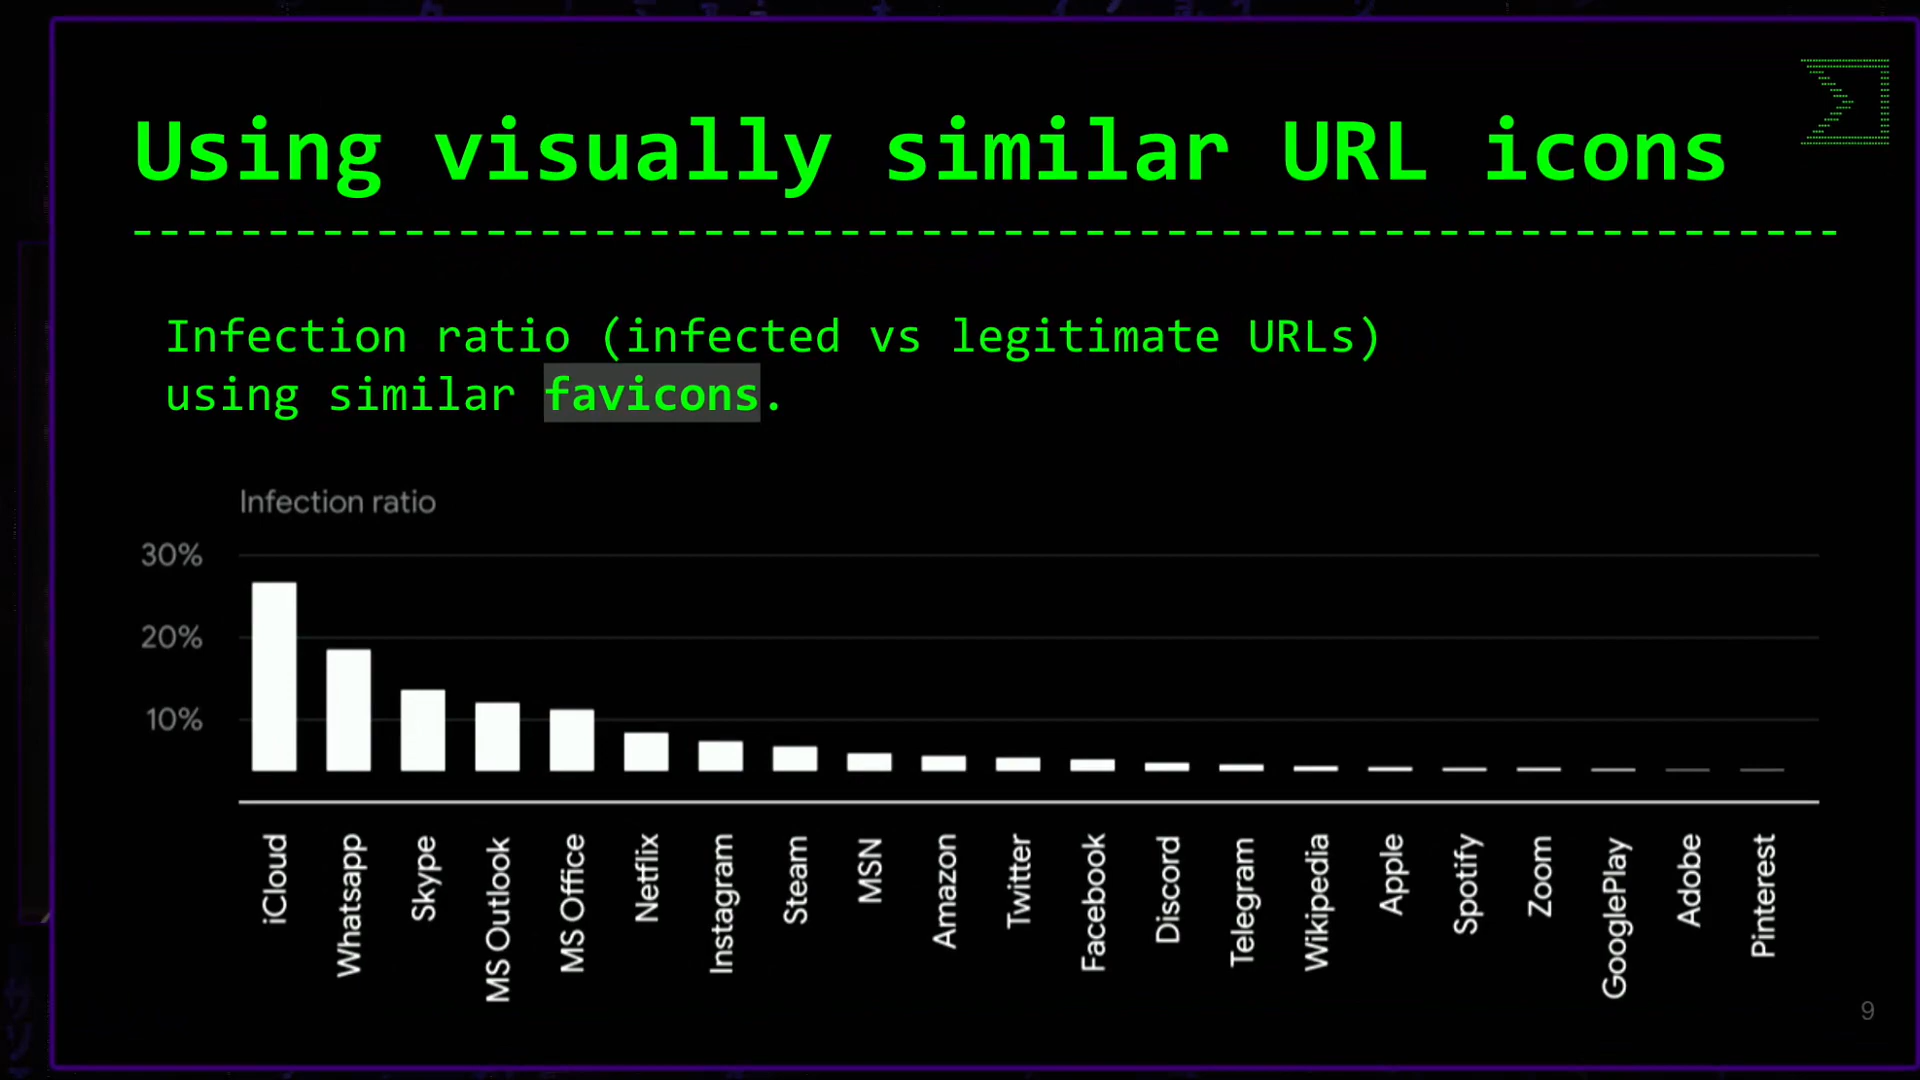 Using visually similar URL icons
Infection ratio (infected vs legitimate URLs)
using similar favicons.
Infection ratio
30%
20%
10%
iCloud
Whatsapp
Skype
MS Outlook
MS Office
Netflix
Instagram
Steam
MSN
Amazon
Twitter
Facebook
Discord
Telegram
Wikipedia
Apple
Spotify
Zoom
GooglePlay
Adobe
Pinterest
9